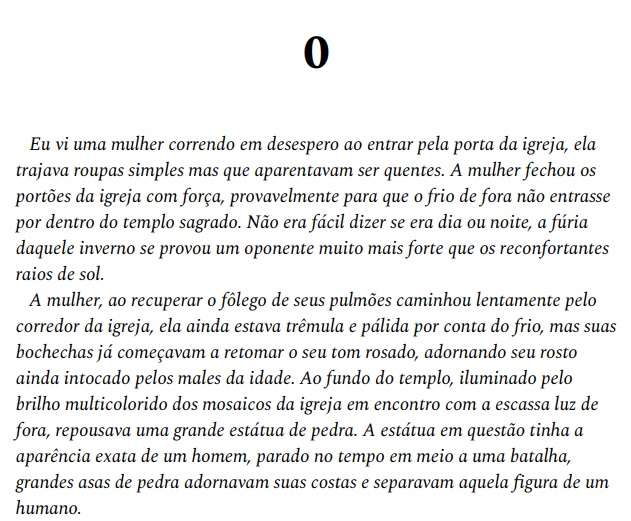 0
Eu vi uma mulher correndo em desespero ao entrar pela porta da igreja, ela
trajava roupas simples mas que aparentavam ser quentes. A mulher fechou os
portões da igreja com força, provavelmente para que o frio de fora não entrasse
por dentro do templo sagrado. Não era fácil dizer se era dia ou noite, a fúria
daquele inverno se provou um oponente muito mais forte que os reconfortantes
raios de sol.
A mulher, ao recuperar o fôlego de seus pulmões caminhou lentamente pelo
corredor da igreja, ela ainda estava trêmula e pálida por conta do frio, mas suas
bochechas já começavam a retomar o seu tom rosado, adornando seu rosto
ainda intocado pelos males da idade. Ao fundo do templo, iluminado pelo
brilho multicolorido dos mosaicos da igreja em encontro com a escassa luz de
fora, repousava uma grande estátua de pedra. A estátua em questão tinha a
aparência exata de um homem, parado no tempo em meio a uma batalha,
grandes asas de pedra adornavam suas costas e separavam aquela figura de um
humano.